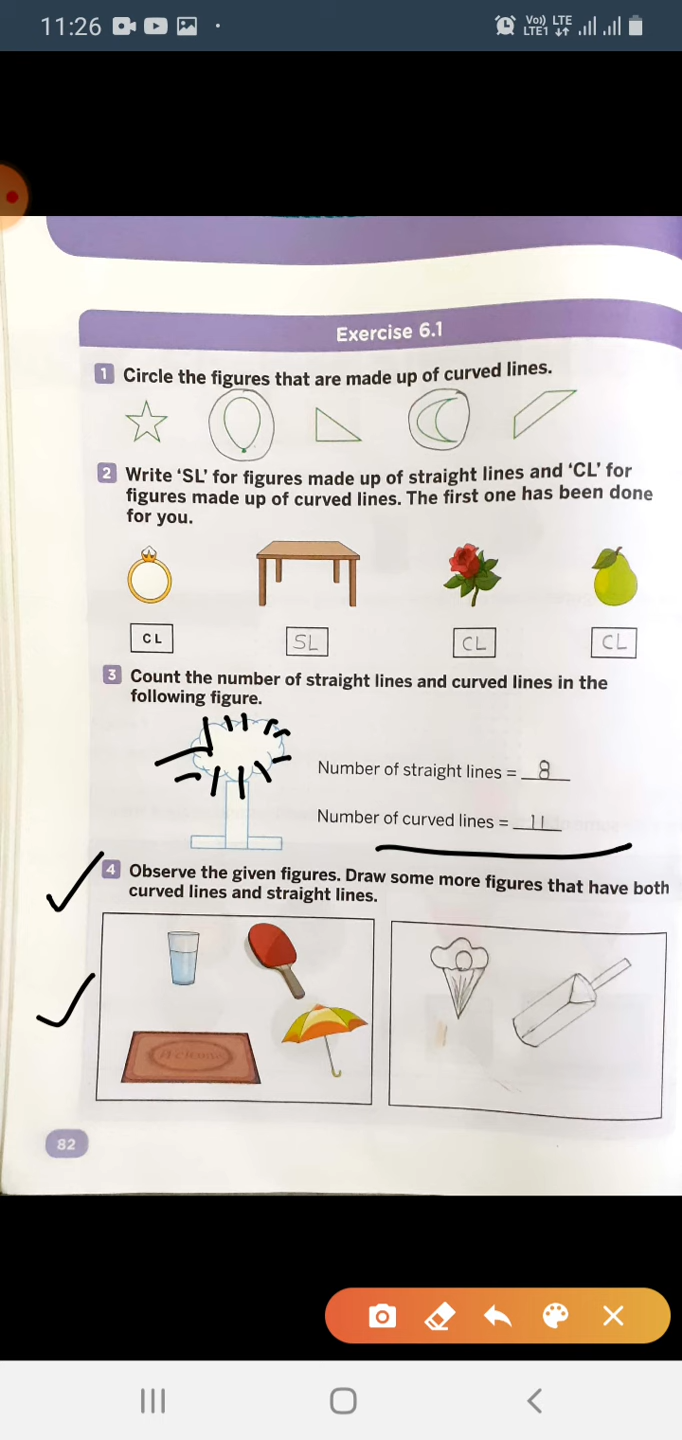 11:26
Vo)) LTE
LTE1
Exercise 6.1
1 Circle the figures that are made up of curved lines.
2 Write ‘SL’ for figures made up of straight lines and ‘CL’ for
figures made up of curved lines. The first one has been done
for you.
CL SL CL CL
3 Count the number of straight lines and curved lines in the
following figure.
Number of straight lines = 8
Number of curved lines = 11
4 Observe the given figures. Draw some more figures that have both
curved lines and straight lines.
Welcome
82